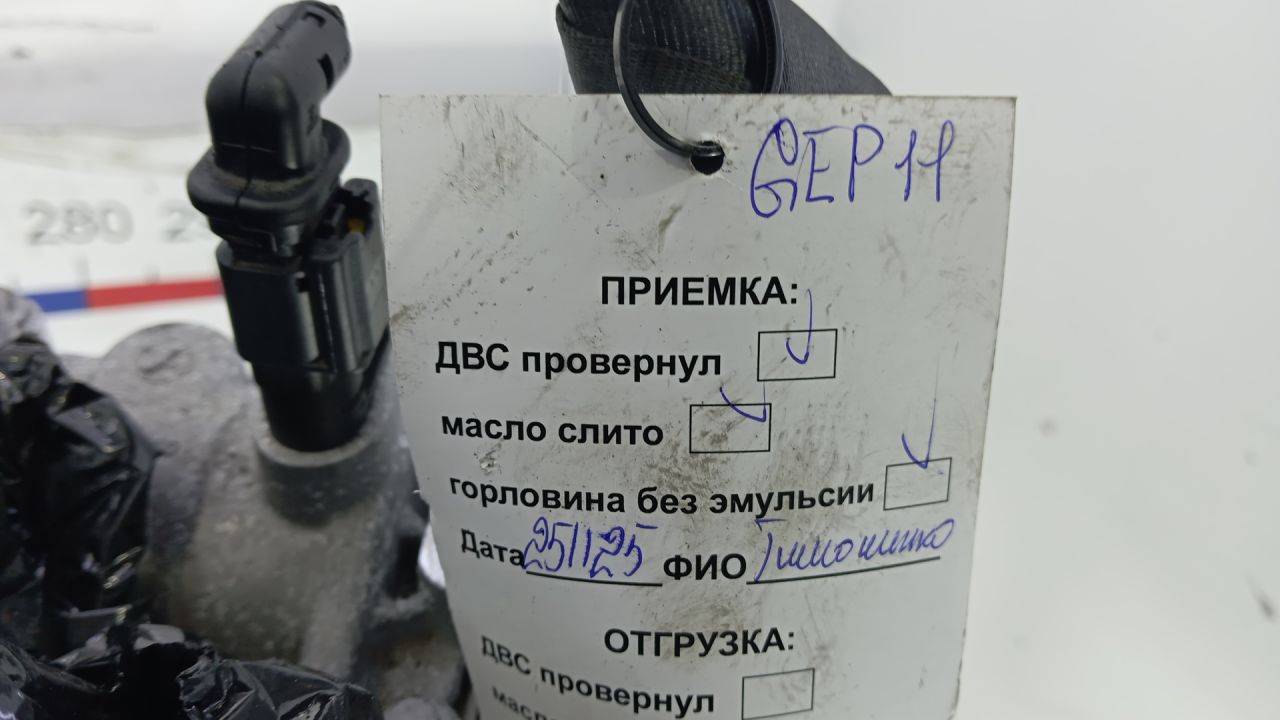 280
GEP 11
ПРИЕМКА:
ДВС провернул
масло слито
горловина без эмульсии
Дата 251125 ФИО
ОТГРУЗКА:
ДВС провернул